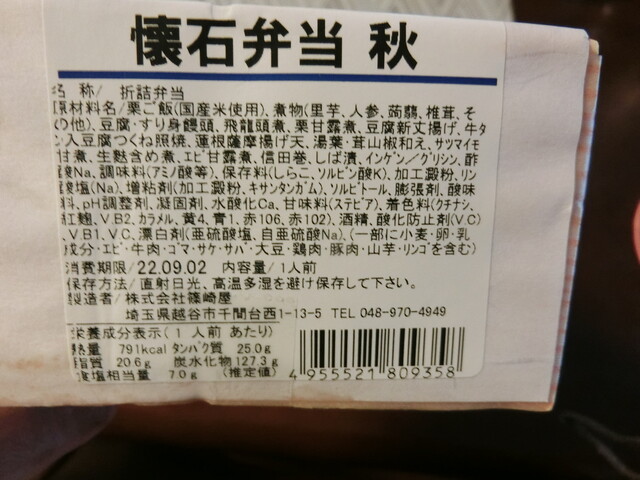 懐石弁当 秋
名 称/ 折詰弁当
原材料名/栗ご飯(国産米使用)、煮物(里芋、人参、蒟蒻、椎茸、そ
の他)、豆腐・すり身饅頭、飛龍頭煮、栗甘露煮、豆腐新丈揚げ、牛タ
ン入豆腐つくね照焼、蓮根薩摩揚げ天、湯葉・茸山椒和え、サツマイモ
甘煮、生麩含め煮、エビ甘露煮、信田巻、しば漬、インゲン/グリシン、酢
酸Na、調味料(アミノ酸等)、保存料(しらこ、ソルビン酸K)、加工澱粉、リン
酸塩(Na)、増粘剤(加工澱粉、キサンタンガム)、ソルビトール、膨張剤、酸味
料、pH調整剤、凝固剤、水酸化Ca、甘味料(ステビア)、着色料(クチナシ、
紅麹、V.B2、カラメル、黄4、青1、赤106、赤102)、酒精、酸化防止剤(V.C)
、V.B1、V.C、漂白剤(亜硫酸塩、自亜硫酸Na)、(一部に小麦・卵・乳
成分・エビ・牛肉・ゴマ・サケ・サバ・大豆・鶏肉・豚肉・山芋・リンゴを含む)
消費期限/22.09.02 内容量/1人前
保存方法/直射日光、高温多湿を避け保存して下さい。
製造者/ 株式会社篠崎屋
埼玉県越谷市千間台西1-13-5 TEL 048-970-4949
栄養成分表示(1人前 あたり)
熱量 791kcal タンパク質 25.0g
脂質 20.6g 炭水化物 127.3g
食塩相当量 7.0g (推定値)
4 955521 809358